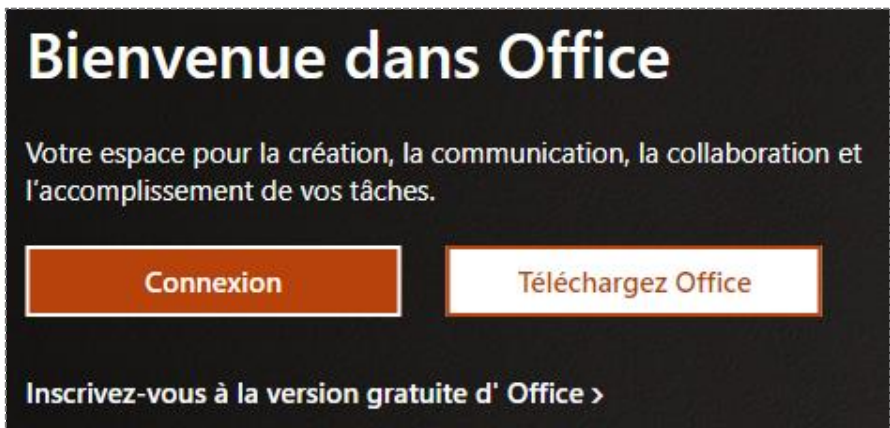 Bienvenue dans Office
Votre espace pour la création, la communication, la collaboration et
l'accomplissement de vos tâches.
Connexion
Téléchargez Office
Inscrivez-vous à la version gratuite d' Office >